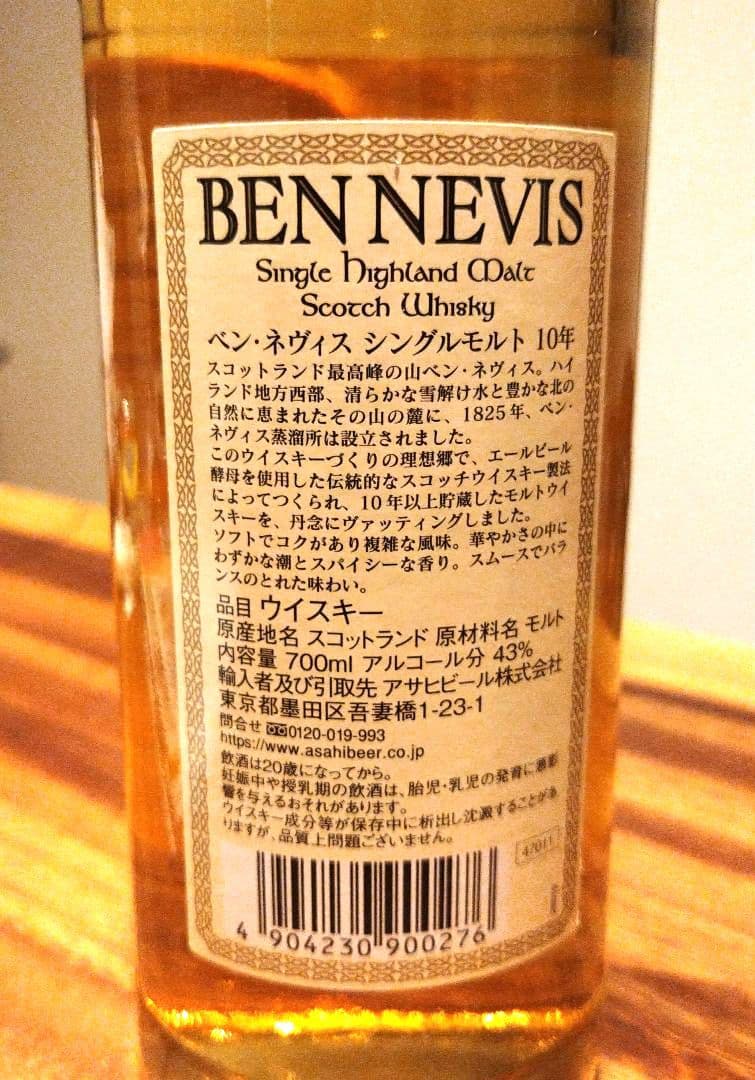 BEN NEVIS
Single Highland Malt
Scotch Whisky
ベン・ネヴィス シングルモルト 10年
スコットランド最高峰の山ベン・ネヴィス。ハイ
ランド地方西部、清らかな雪解け水と豊かな北の
自然に恵まれたその山の麓に、1825年、ベン・
ネヴィス蒸溜所は設立されました。
このウイスキーづくりの理想郷で、エールビール
酵母を使用した伝統的なスコッチウイスキー製法
によってつくられ、10年以上貯蔵したモルトウイ
スキーを、丹念にヴァッティングしました。
ソフトでコクがあり複雑な風味。華やかさの中に
わずかな潮とスパイシーな香り。スムースでバラ
ンスのとれた味わい。
品目 ウイスキー
原産地名 スコットランド 原材料名 モルト
内容量 700ml アルコール分 43%
輸入者及び引取先 アサヒビール株式会社
東京都墨田区吾妻橋1-23-1
問合せ 0120-019-993
https://www.asahibeer.co.jp
飲酒は20歳になってから。
妊娠中や授乳期の飲酒は、胎児・乳児の発育に悪影
響を与えるおそれがあります。
ウイスキー成分等が保存中に析出し沈澱することがあ
りますが、品質上問題ございません。
47011
4 904230 900276